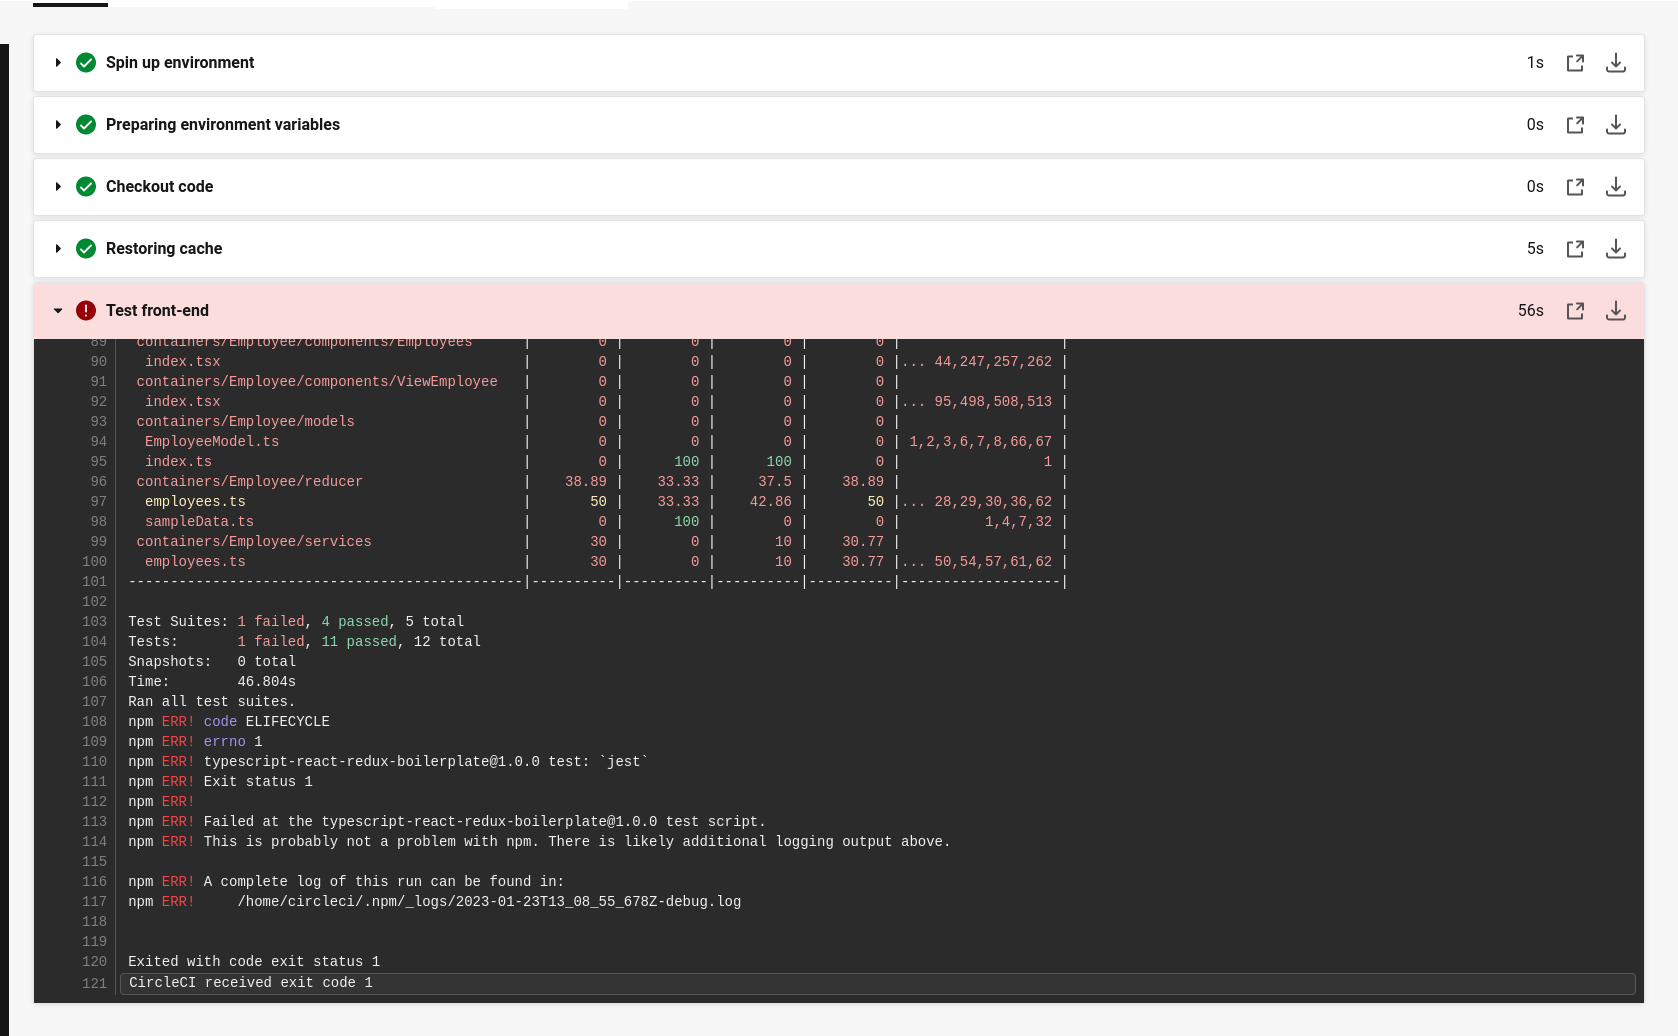 Spin up environment 1s
Preparing environment variables 0s
Checkout code 0s
Restoring cache 5s
Test front-end 56s
89 containers/Employee/components/Employees | 0 | 0 | 0 | 0 | |
90 index.tsx | 0 | 0 | 0 | 0 |... 44,247,257,262 |
91 containers/Employee/components/ViewEmployee | 0 | 0 | 0 | 0 | |
92 index.tsx | 0 | 0 | 0 | 0 |... 95,498,508,513 |
93 containers/Employee/models | 0 | 0 | 0 | 0 | |
94 EmployeeModel.ts | 0 | 0 | 0 | 0 | 1,2,3,6,7,8,66,67 |
95 index.ts | 0 | 100 | 100 | 0 | 1 |
96 containers/Employee/reducer | 38.89 | 33.33 | 37.5 | 38.89 | |
97 employees.ts | 50 | 33.33 | 42.86 | 50 |... 28,29,30,36,62 |
98 sampleData.ts | 0 | 100 | 0 | 0 | 1,4,7,32 |
99 containers/Employee/services | 30 | 0 | 10 | 30.77 | |
100 employees.ts | 30 | 0 | 10 | 30.77 |... 50,54,57,61,62 |
101 -----------------------------------------------|----------|----------|----------|----------|-------------------|
102
103 Test Suites: 1 failed, 4 passed, 5 total
104 Tests: 1 failed, 11 passed, 12 total
105 Snapshots: 0 total
106 Time: 46.804s
107 Ran all test suites.
108 npm ERR! code ELIFECYCLE
109 npm ERR! errno 1
110 npm ERR! typescript-react-redux-boilerplate@1.0.0 test: `jest`
111 npm ERR! Exit status 1
112 npm ERR!
113 npm ERR! Failed at the typescript-react-redux-boilerplate@1.0.0 test script.
114 npm ERR! This is probably not a problem with npm. There is likely additional logging output above.
115
116 npm ERR! A complete log of this run can be found in:
117 npm ERR! /home/circleci/.npm/_logs/2023-01-23T13_08_55_678Z-debug.log
118
119
120 Exited with code exit status 1
121 CircleCI received exit code 1